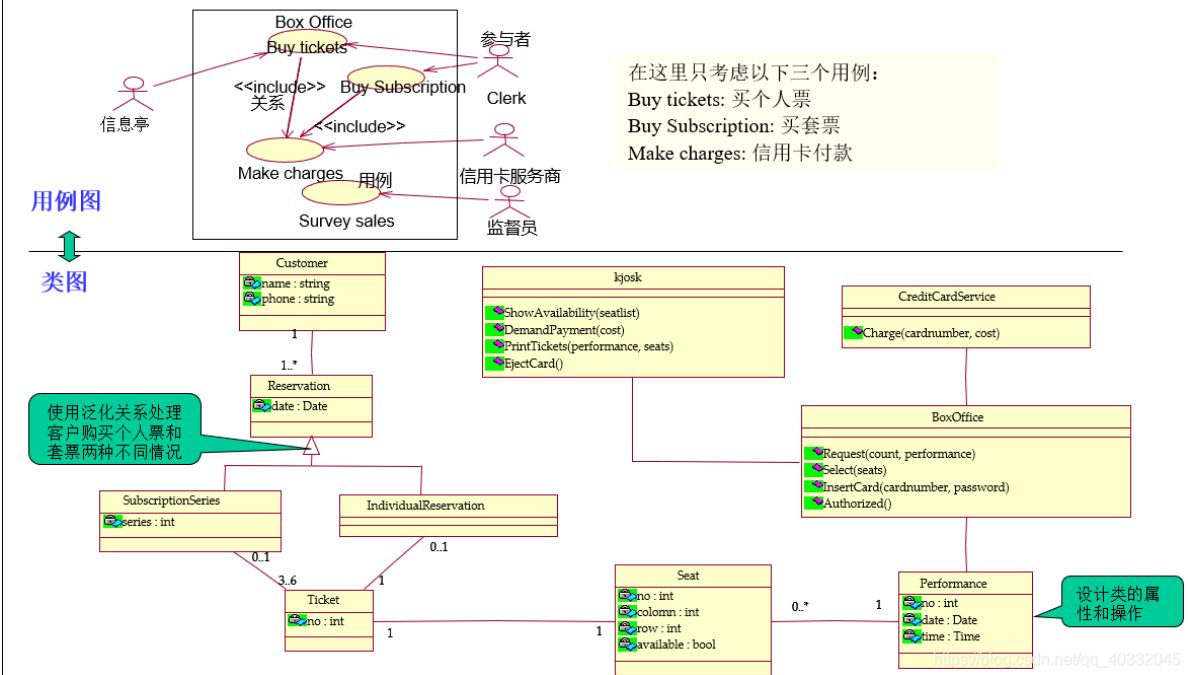 Box Office
Buy tickets
参与者
<<include>>
关系
Buy Subscription
Clerk
信息亭
<<include>>
Make charges
用例
信用卡服务商
Survey sales
监督员
在这里只考虑以下三个用例：
Buy tickets: 买个人票
Buy Subscription: 买套票
Make charges: 信用卡付款
用例图
类图
Customer
name : string
phone : string
1
1..*
Reservation
date : Date
使用泛化关系处理
客户购买个人票和
套票两种不同情况
SubscriptionSeries
series : int
IndividualReservation
0..1
0..1
3..6
1
Ticket
no : int
1
1
kjosk
ShowAvailability(seatlist)
DemandPayment(cost)
PrintTickets(performance, seats)
EjectCard()
CreditCardService
Charge(cardnumber, cost)
BoxOffice
Request(count, performance)
Select(seats)
InsertCard(cardnumber, password)
Authorized()
Seat
no : int
colomn : int
row : int
available : bool
0..*
1
Performance
no : int
date : Date
time : Time
设计类的属
性和操作
https://blog.csdn.net/qq_40332045